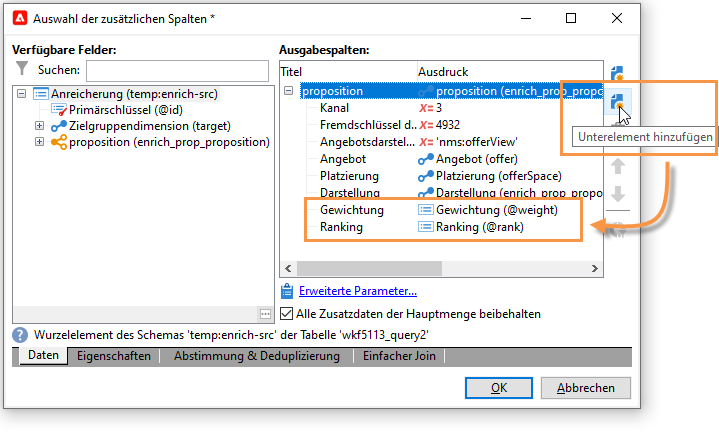 Auswahl der zusätzlichen Spalten *
Verfügbare Felder:
Suchen:
Anreicherung (temp:enrich-src)
Primärschlüssel (@id)
Zielgruppendimension (target)
proposition (enrich_prop_proposition)
Ausgabespalten:
Titel Ausdruck
proposition proposition (enrich_prop_propo
Kanal X= 3
Fremdschlüssel d... X= 4932
Angebotsdarstel... X= 'nms:offerView'
Angebot Angebot (offer)
Platzierung Platzierung (offerSpace)
Darstellung Darstellung (enrich_prop_propo
Gewichtung Gewichtung (@weight)
Ranking Ranking (@rank)
Unterelement hinzufügen
Erweiterte Parameter...
Alle Zusatzdaten der Hauptmenge beibehalten
Wurzelelement des Schemas 'temp:enrich-src' der Tabelle 'wkf5113_query2'
Daten Eigenschaften Abstimmung & Deduplizierung Einfacher Join
OK Abbrechen